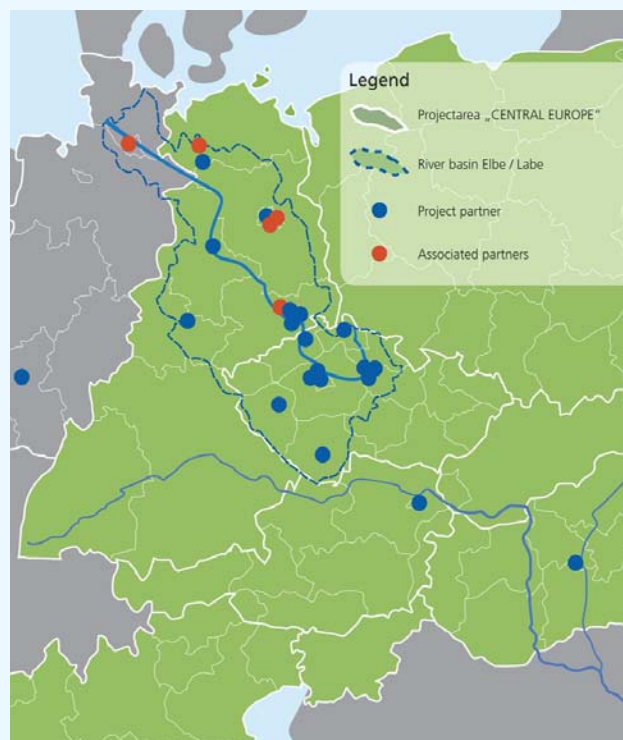 Legend
Projectarea „CENTRAL EUROPE“
River basin Elbe / Labe
Project partner
Associated partners